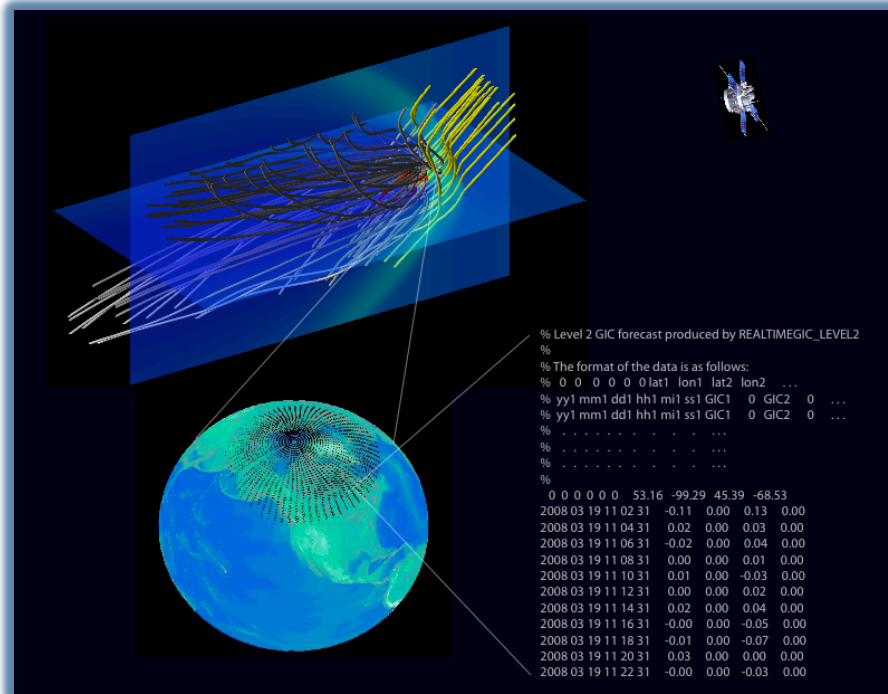 % Level 2 GIC forecast produced by REALTIMEGIC_LEVEL2
%
% The format of the data is as follows:
% 0 0 0 0 0 0 lat1 lon1 lat2 lon2 ...
% yy1 mm1 dd1 hh1 mi1 ss1 GIC1 0 GIC2 0 ...
% yy1 mm1 dd1 hh1 mi1 ss1 GIC1 0 GIC2 0 ...
% . . . . . . . . . ...
% . . . . . . . . . ...
% . . . . . . . . . ...
%
0 0 0 0 0 0 53.16 -99.29 45.39 -68.53
2008 03 19 11 02 31 -0.11 0.00 0.13 0.00
2008 03 19 11 04 31 0.02 0.00 0.03 0.00
2008 03 19 11 06 31 -0.02 0.00 0.04 0.00
2008 03 19 11 08 31 0.00 0.00 0.01 0.00
2008 03 19 11 10 31 0.01 0.00 -0.03 0.00
2008 03 19 11 12 31 0.00 0.00 0.02 0.00
2008 03 19 11 14 31 0.02 0.00 0.04 0.00
2008 03 19 11 16 31 -0.00 0.00 -0.05 0.00
2008 03 19 11 18 31 -0.01 0.00 -0.07 0.00
2008 03 19 11 20 31 0.03 0.00 0.00 0.00
2008 03 19 11 22 31 -0.00 0.00 -0.03 0.00